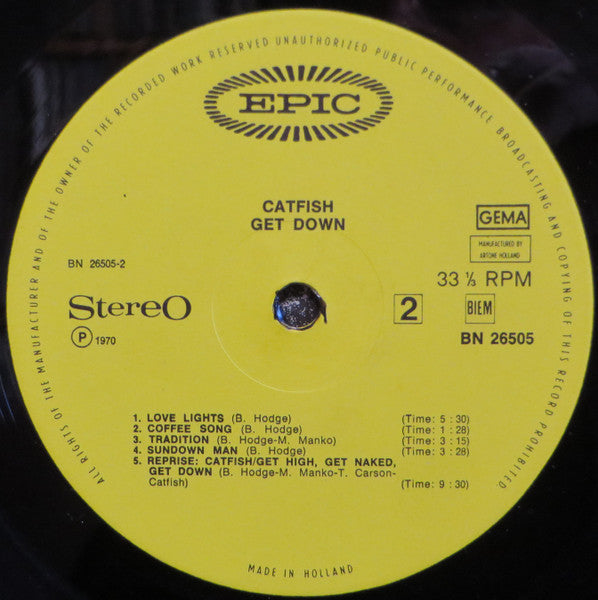 ALL RIGHTS OF THE MANUFACTURER AND OF THE OWNER OF THE RECORDED WORK RESERVED UNAUTHORIZED PUBLIC PERFORMANCE BROADCASTING AND COPYING OF THIS RECORD PROHIBITED
EPIC
CATFISH
GET DOWN
GEMA
MANUFACTURED BY
ARTONE HOLLAND
BN 26505-2
33 ⅓ RPM
StereO
2
BIEM
P 1970
BN 26505
1. LOVE LIGHTS (B. Hodge) (Time: 5 : 30)
2. COFFEE SONG (B. Hodge) (Time: 1 : 28)
3. TRADITION (B. Hodge-M. Manko) (Time: 3 : 15)
4. SUNDOWN MAN (B. Hodge) (Time: 3 : 28)
5. REPRISE: CATFISH/GET HIGH, GET NAKED,
GET DOWN (B. Hodge-M. Manko-T. Carson-
Catfish) (Time: 9 : 30)
MADE IN HOLLAND